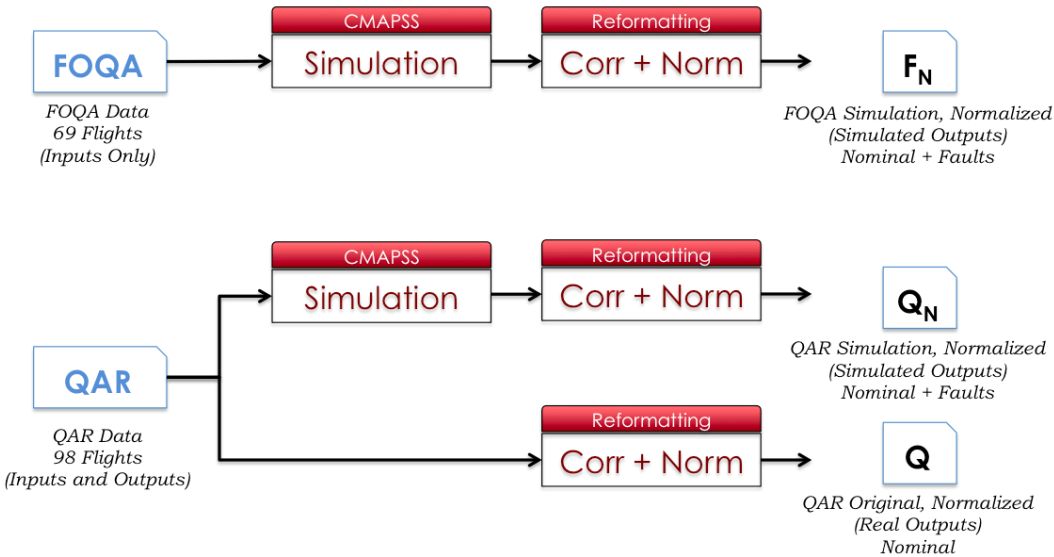 CMAPSS
Reformatting
FOQA
Simulation
Corr + Norm
F_N
FOQA Data
69 Flights
(Inputs Only)
FOQA Simulation, Normalized
(Simulated Outputs)
Nominal + Faults
CMAPSS
Reformatting
Simulation
Corr + Norm
Q_N
QAR Simulation, Normalized
(Simulated Outputs)
Nominal + Faults
QAR
QAR Data
98 Flights
(Inputs and Outputs)
Reformatting
Corr + Norm
Q
QAR Original, Normalized
(Real Outputs)
Nominal